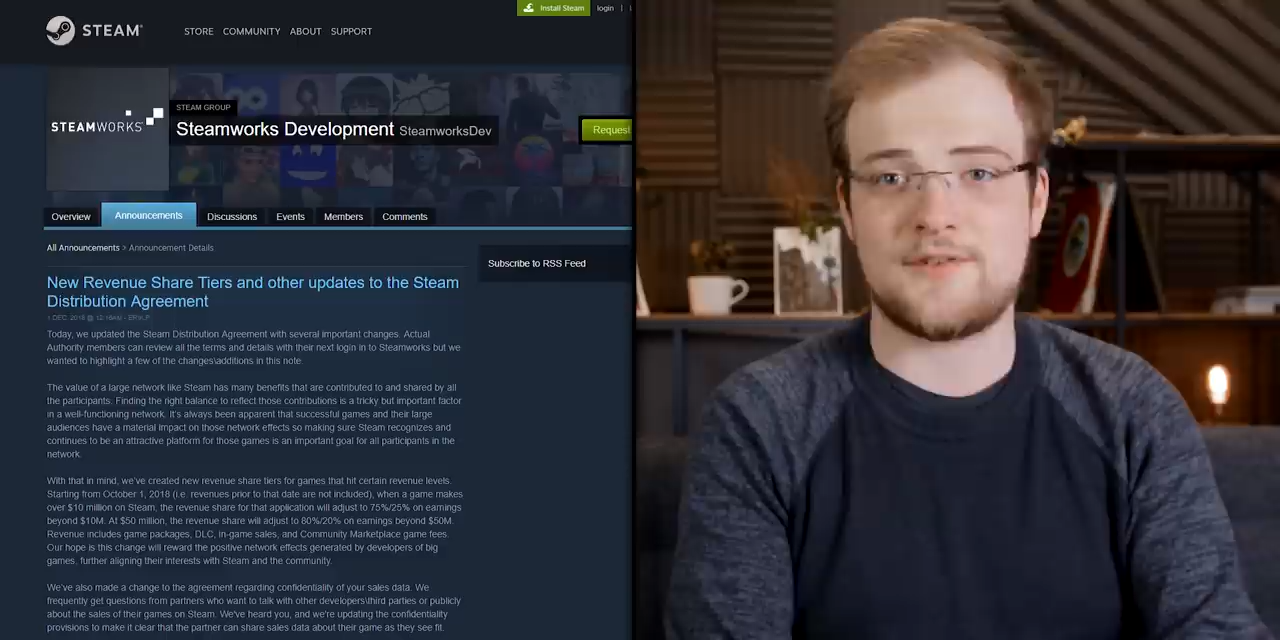 Install Steam
login
STEAM
STORE COMMUNITY ABOUT SUPPORT
STEAMWORKS
STEAM GROUP
Steamworks Development SteamworksDev
Request
Overview Announcements Discussions Events Members Comments
All Announcements > Announcement Details
Subscribe to RSS Feed
New Revenue Share Tiers and other updates to the Steam
Distribution Agreement
1 DEC, 2018 @ 12:16AM - ERIK.P
Today, we updated the Steam Distribution Agreement with several important changes. Actual
Authority members can review all the terms and details with their next login in to Steamworks but we
wanted to highlight a few of the changes\additions in this note.
The value of a large network like Steam has many benefits that are contributed to and shared by all
the participants. Finding the right balance to reflect those contributions is a tricky but important factor
in a well-functioning network. It's always been apparent that successful games and their large
audiences have a material impact on those network effects so making sure Steam recognizes and
continues to be an attractive platform for those games is an important goal for all participants in the
network.
With that in mind, we've created new revenue share tiers for games that hit certain revenue levels.
Starting from October 1, 2018 (i.e. revenues prior to that date are not included), when a game makes
over $10 million on Steam, the revenue share for that application will adjust to 75%/25% on earnings
beyond $10M. At $50 million, the revenue share will adjust to 80%/20% on earnings beyond $50M.
Revenue includes game packages, DLC, in-game sales, and Community Marketplace game fees.
Our hope is this change will reward the positive network effects generated by developers of big
games, further aligning their interests with Steam and the community.
We've also made a change to the agreement regarding confidentiality of your sales data. We
frequently get questions from partners who want to talk with other developers\third parties or publicly
about the sales of their games on Steam. We've heard you, and we're updating the confidentiality
provisions to make it clear that the partner can share sales data about their game as they see fit.